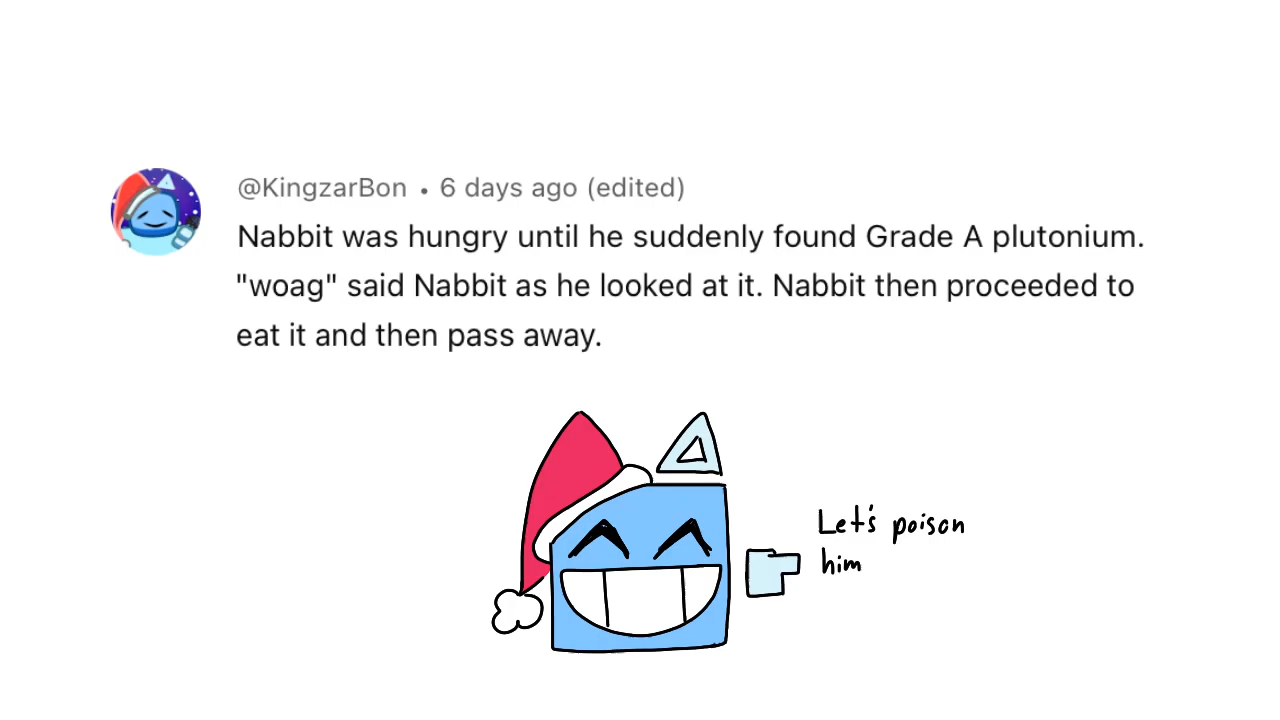 @KingzarBon • 6 days ago (edited)
Nabbit was hungry until he suddenly found Grade A plutonium.
"woag" said Nabbit as he looked at it. Nabbit then proceeded to
eat it and then pass away.
Let's poison
him